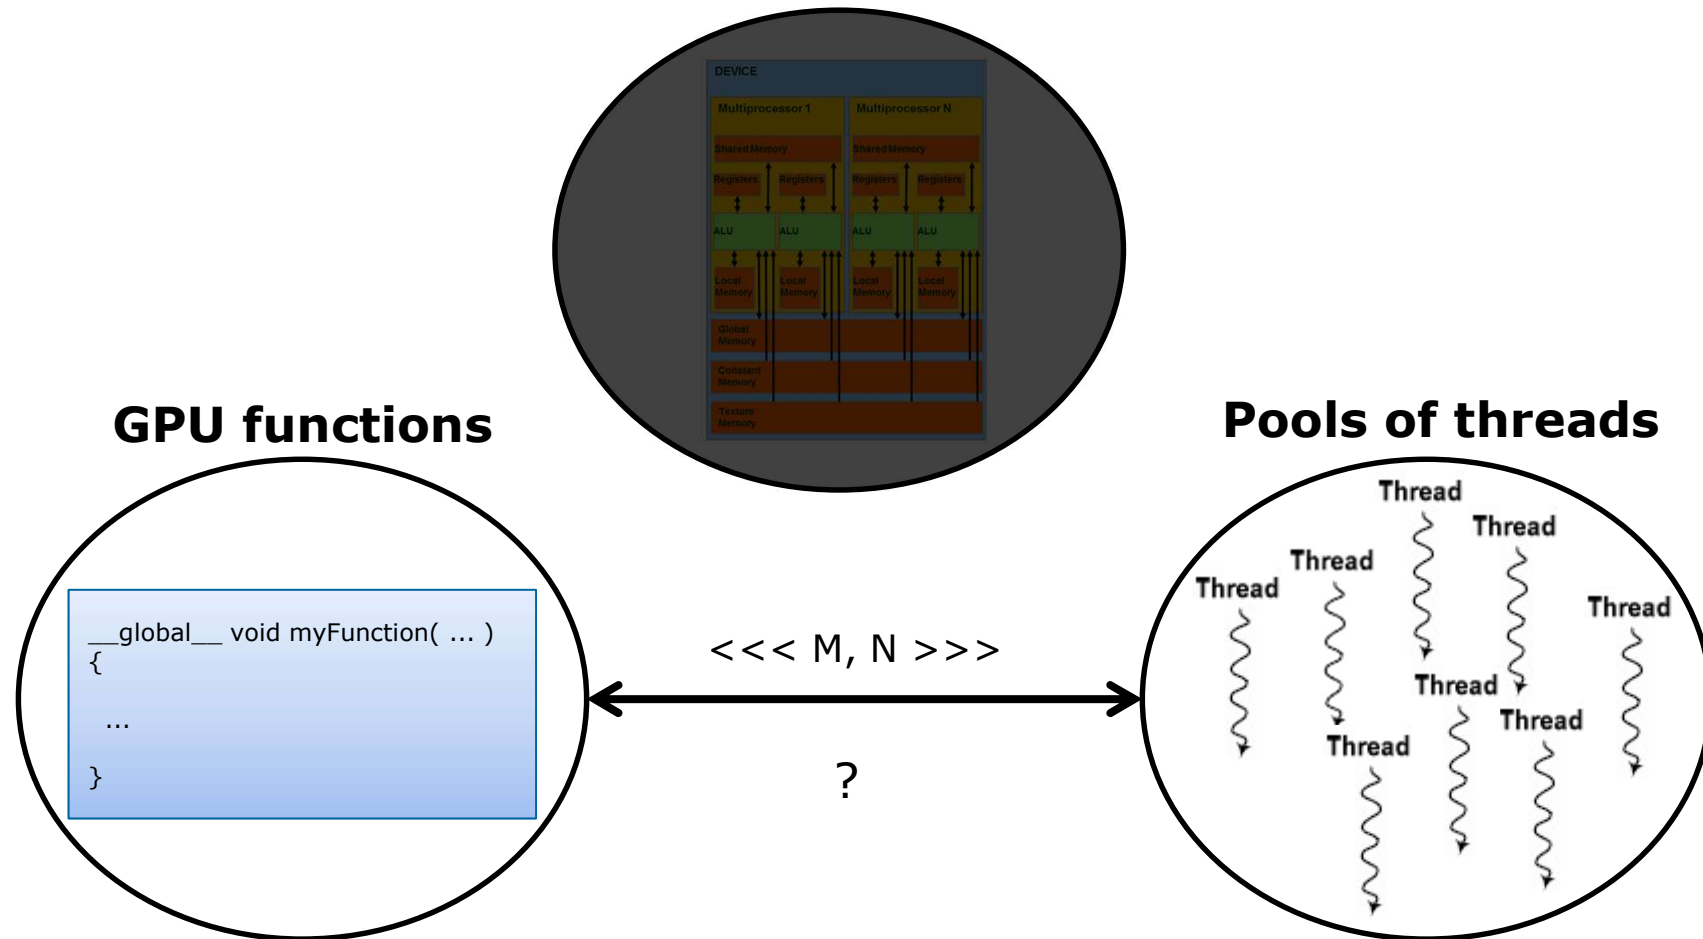 DEVICE
Multiprocessor 1
Multiprocessor N
Shared Memory
Shared Memory
Registers
Registers
Registers
Registers
ALU
ALU
ALU
ALU
Local
Memory
Local
Memory
Local
Memory
Local
Memory
Global
Memory
Constant
Memory
Texture
Memory
GPU functions
__global__ void myFunction( ... )
{
...
}
<<< M, N >>>
?
Pools of threads
Thread
Thread
Thread
Thread
Thread
Thread
Thread
Thread